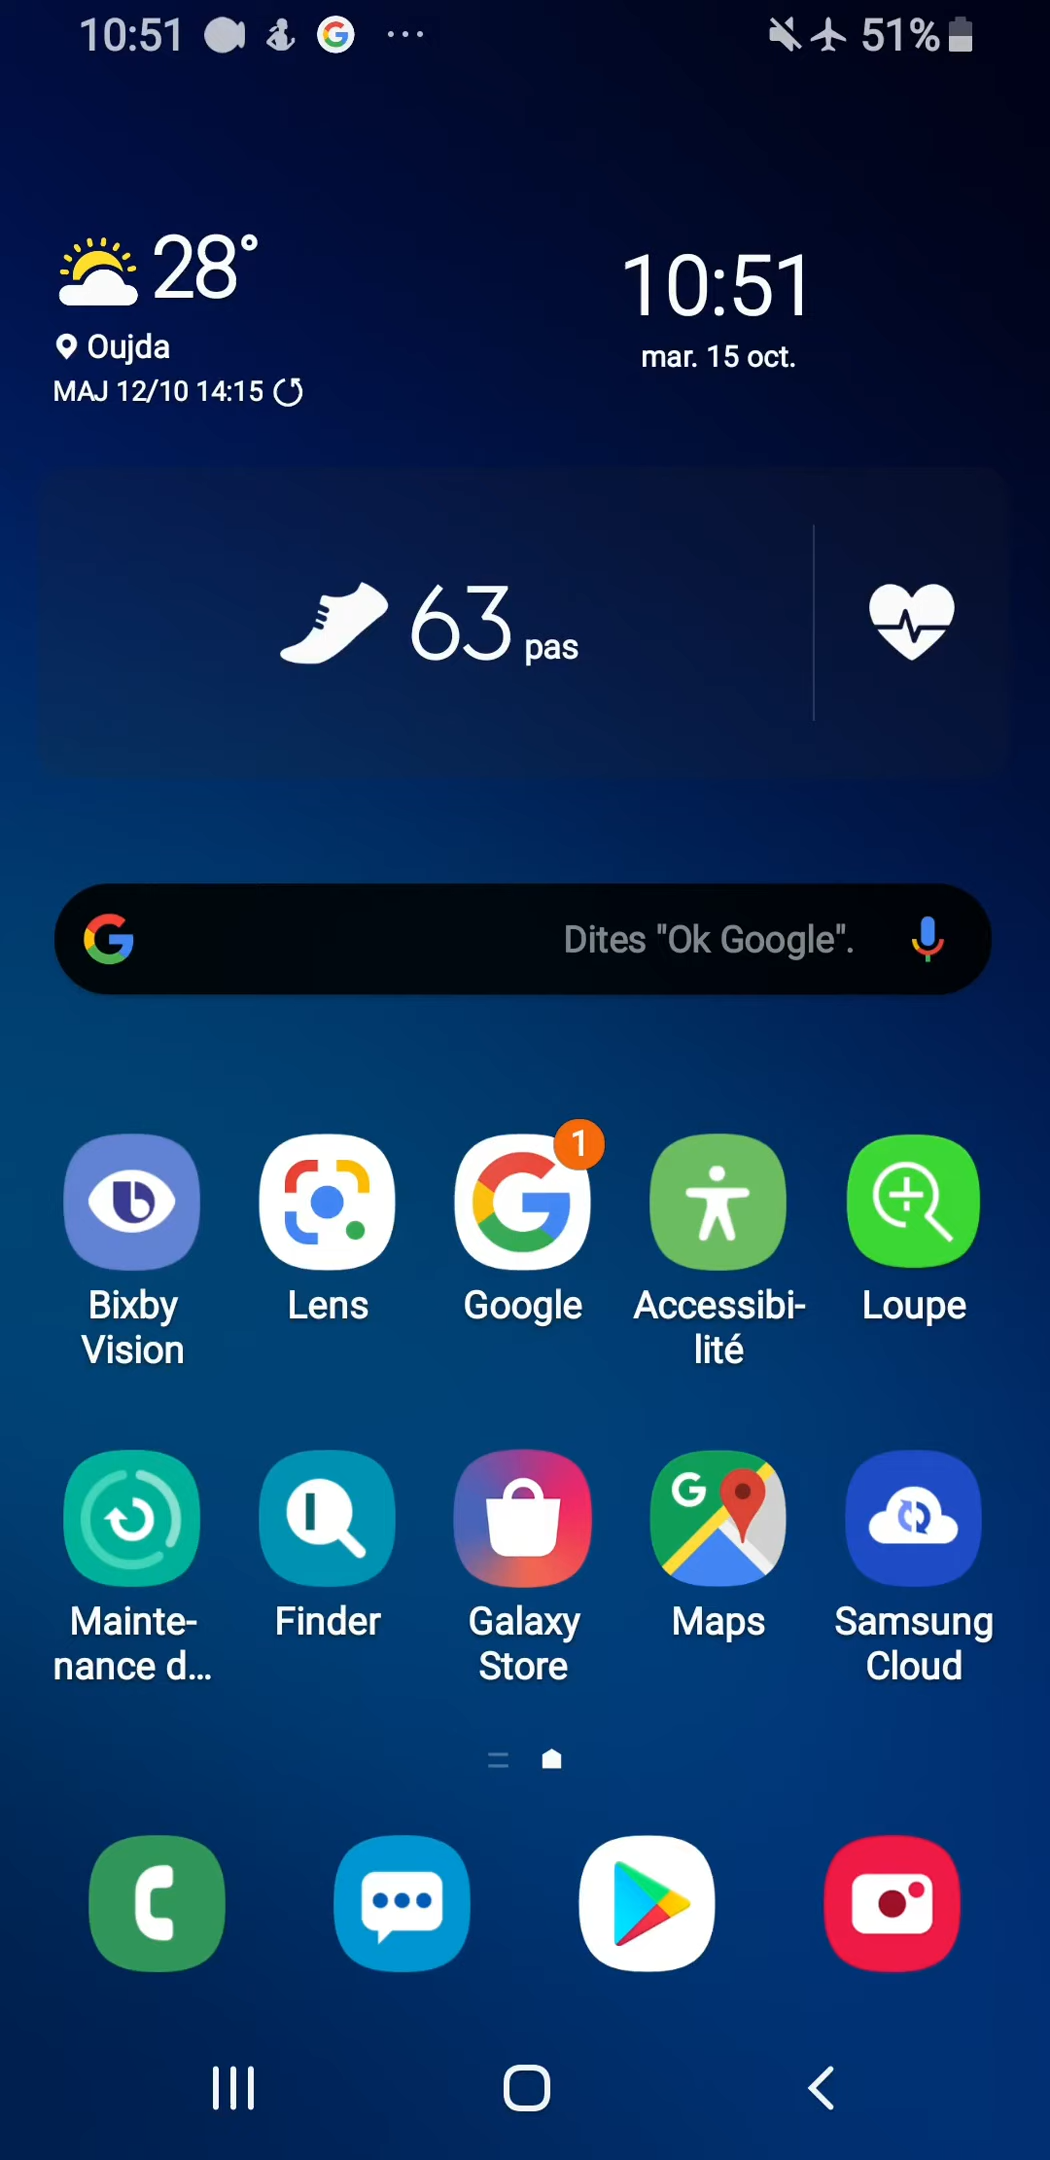 10:51
51%
28°
Oujda
MAJ 12/10 14:15
10:51
mar. 15 oct.
63 pas
Dites "Ok Google".
1
Bixby
Vision
Lens
Google
Accessibi-
lité
Loupe
Mainte-
nance d...
Finder
Galaxy
Store
Maps
Samsung
Cloud